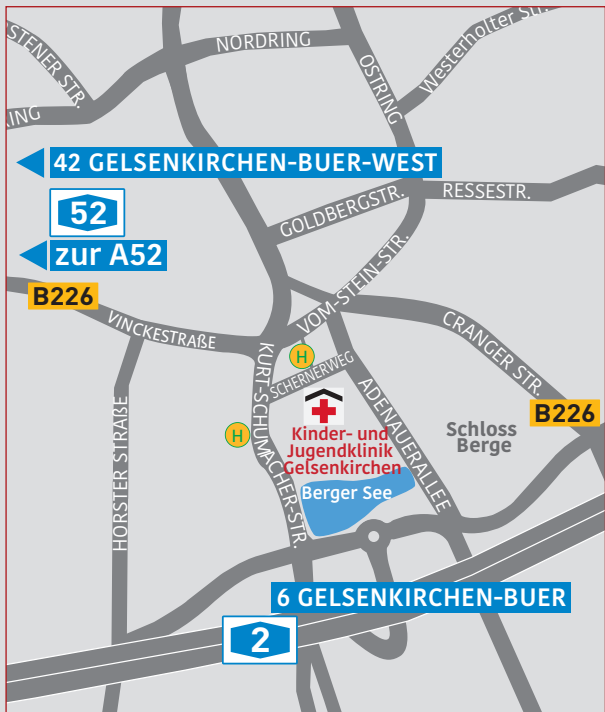 STENER STR.
RING
NORDRING
OSTRING
Westerholter Str.
42 GELSENKIRCHEN-BUER-WEST
52
zur A52
GOLDBERGSTR.
RESSESTR.
B226
VINCKESTRAßE
VOM-STEIN-STR.
CRANGER STR.
B226
H
SCHERNERWEG
KURT-SCHUMACHER-STR.
H
ADENAUERALLEE
HORSTER STRAßE
Kinder- und
Jugendklinik
Gelsenkirchen
Schloss
Berge
Berger See
6 GELSENKIRCHEN-BUER
2